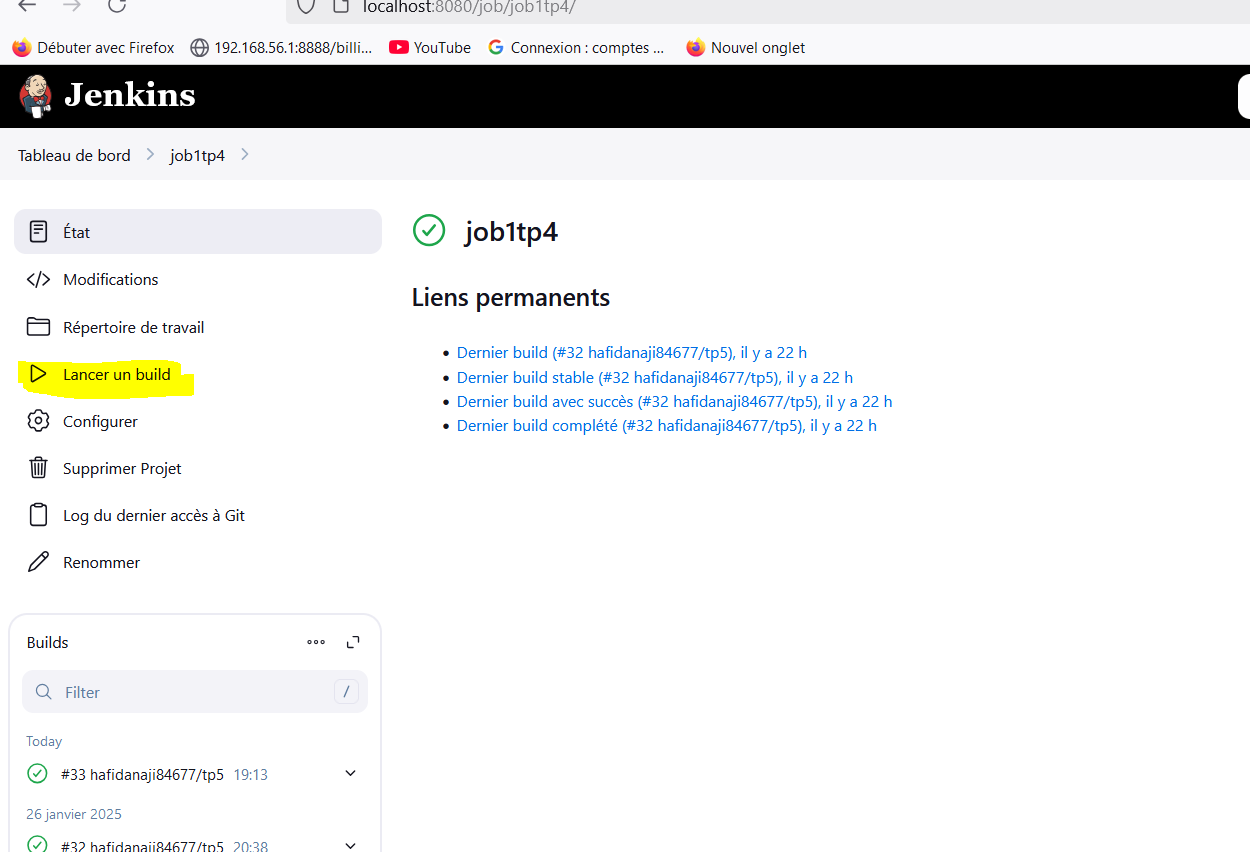 localhost:8080/job/job1tp4/
Débuter avec Firefox 192.168.56.1:8888/billi... YouTube Connexion : comptes ... Nouvel onglet
Jenkins
Tableau de bord job1tp4
État
Modifications
Répertoire de travail
Lancer un build
Configurer
Supprimer Projet
Log du dernier accès à Git
Renommer
job1tp4
Liens permanents
Dernier build (#32 hafidanaji84677/tp5), il y a 22 h
Dernier build stable (#32 hafidanaji84677/tp5), il y a 22 h
Dernier build avec succès (#32 hafidanaji84677/tp5), il y a 22 h
Dernier build complété (#32 hafidanaji84677/tp5), il y a 22 h
Builds
Filter /
Today
#33 hafidanaji84677/tp5 19:13
26 janvier 2025
#32 hafidanaji84677/tp5 20:38